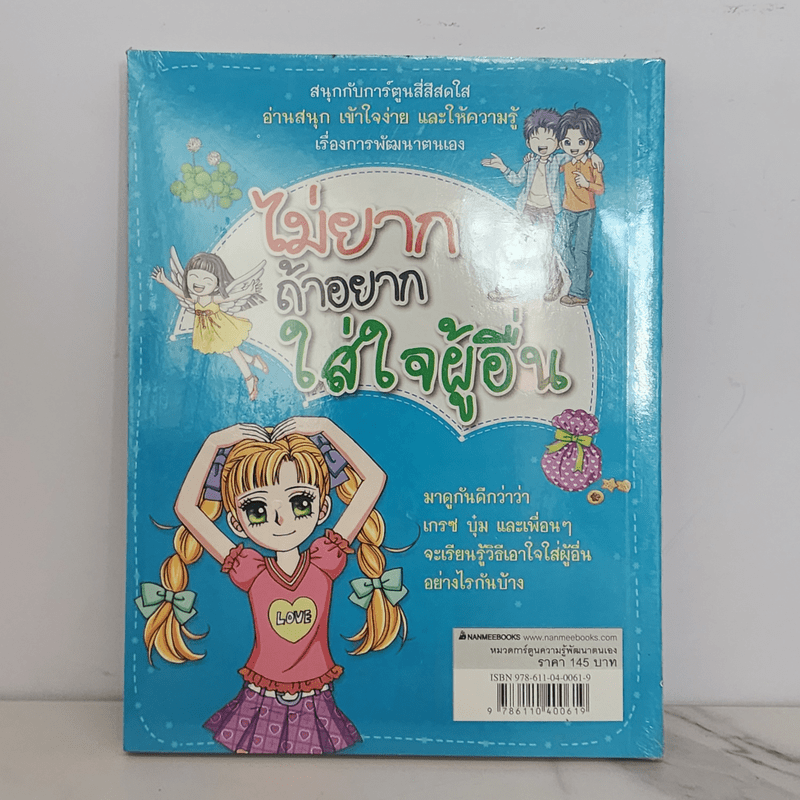 สนุกกับการ์ตูนสี่สีสดใส
อ่านสนุก เข้าใจง่าย และให้ความรู้
เรื่องการพัฒนาตนเอง
ไม่ยาก
ถ้าอยาก
ใส่ใจผู้อื่น
มาดูกันดีกว่าว่า
เกรซ บุ๋ม และเพื่อนๆ
จะเรียนรู้วิธีเอาใจใส่ผู้อื่น
อย่างไรกันบ้าง
LOVE
NANMEEBOOKS www.nanmeebooks.com
หมวดการ์ตูนความรู้พัฒนาตนเอง
ราคา 145 บาท
ISBN 978-611-04-0061-9
9 786110 400619